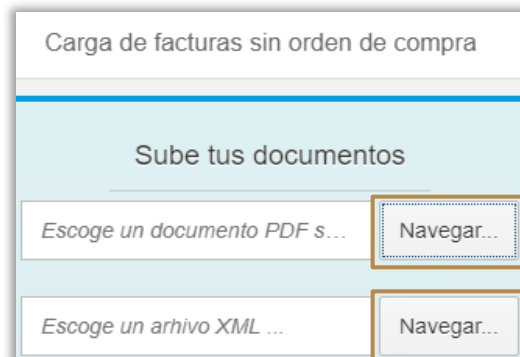 Carga de facturas sin orden de compra
Sube tus documentos
Escoge un documento PDF s... Navegar...
Escoge un arhivo XML ... Navegar...